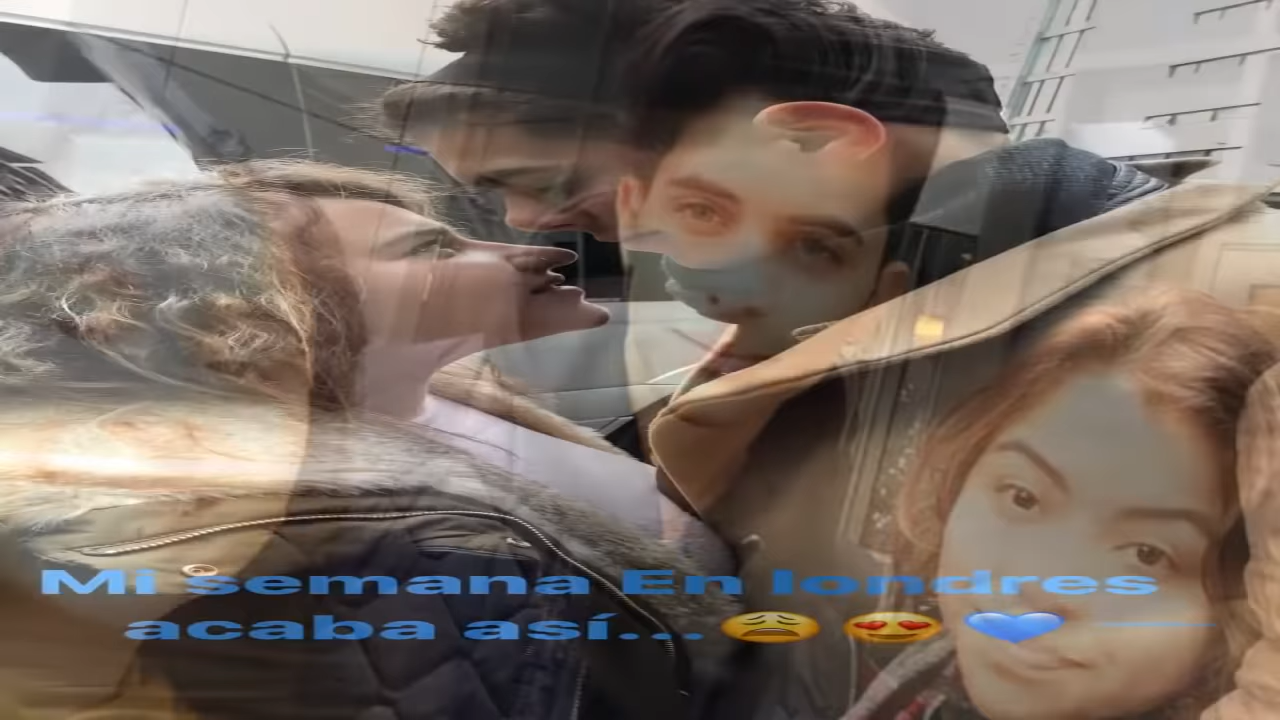 Mi semana En londres
acaba así... 😩 😍 💙